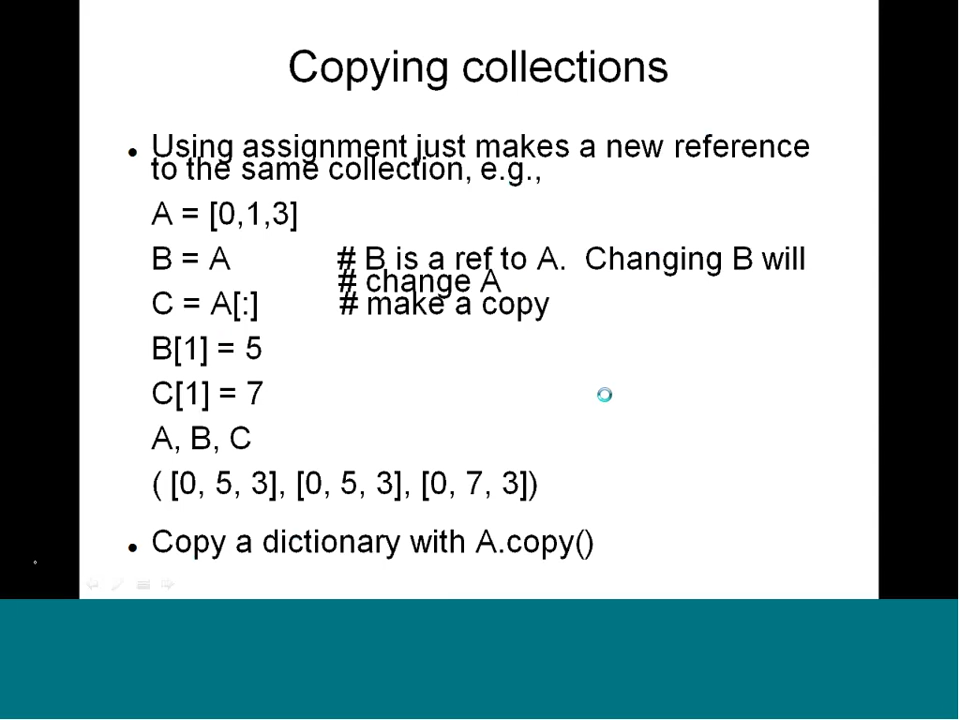 Copying collections
• Using assignment just makes a new reference
to the same collection, e.g.,
A = [0,1,3]
B = A # B is a ref to A. Changing B will
# change A
C = A[:] # make a copy
B[1] = 5
C[1] = 7
A, B, C
( [0, 5, 3], [0, 5, 3], [0, 7, 3])
• Copy a dictionary with A.copy()